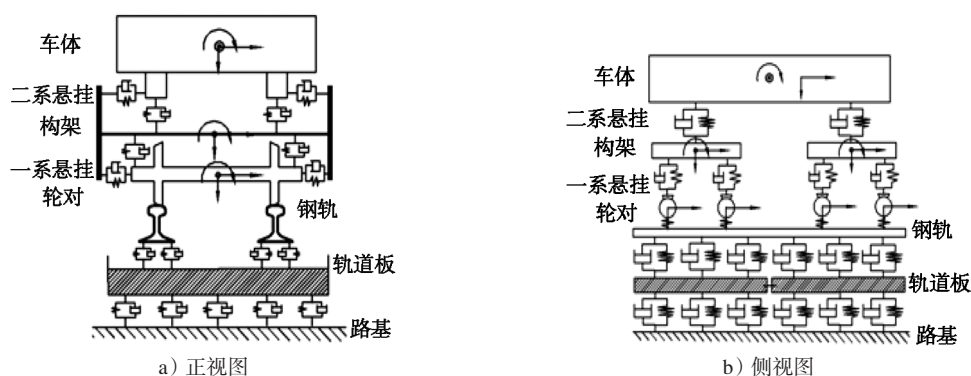 车体
二系悬挂
构架
一系悬挂
轮对
钢轨
轨道板
路基
a）正视图
车体
二系悬挂
构架
一系悬挂
轮对
钢轨
轨道板
路基
b）侧视图